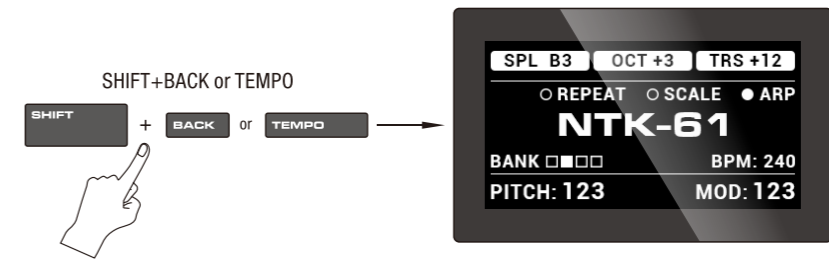 SHIFT+BACK or TEMPO
SHIFT + BACK or TEMPO
SPL B3 OCT +3 TRS +12
REPEAT SCALE ARP
NTK-61
BANK BPM: 240
PITCH: 123 MOD: 123